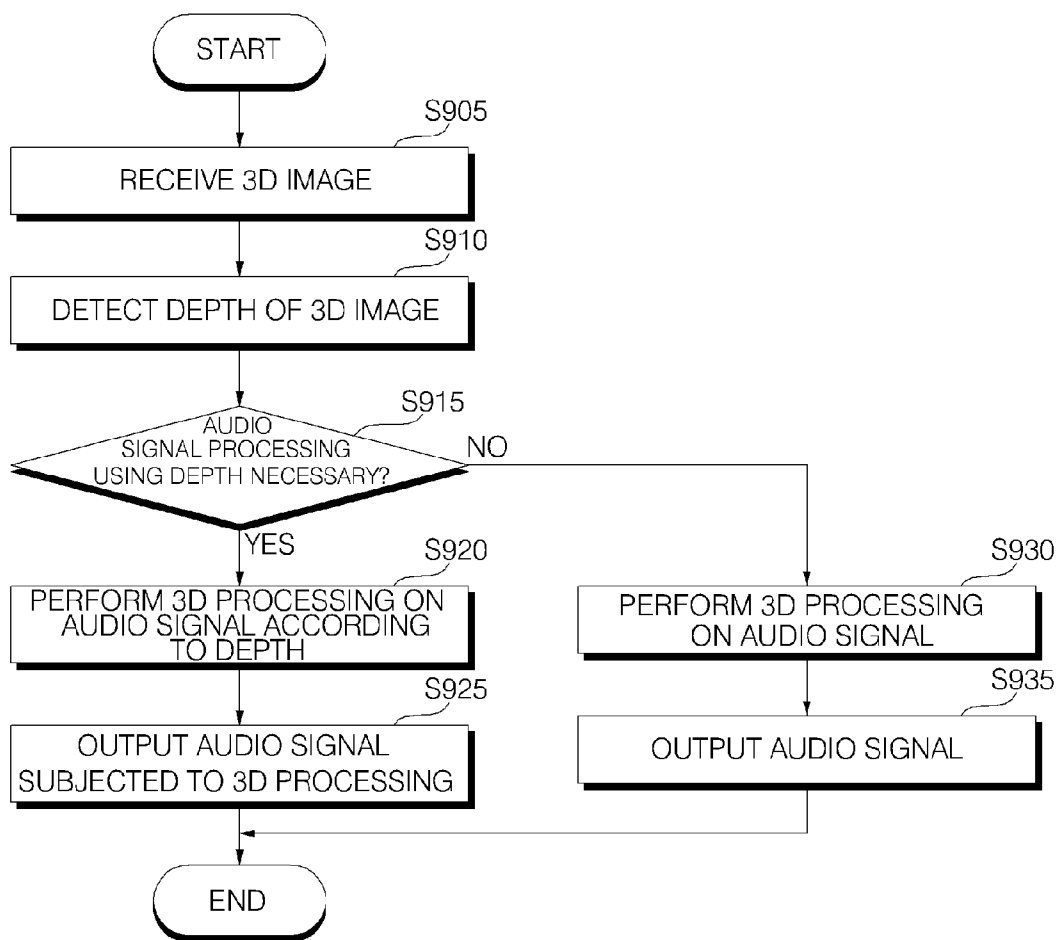 START
S905
RECEIVE 3D IMAGE
S910
DETECT DEPTH OF 3D IMAGE
S915
AUDIO
SIGNAL PROCESSING
USING DEPTH NECESSARY?
NO
YES
S920
PERFORM 3D PROCESSING ON
AUDIO SIGNAL ACCORDING
TO DEPTH
S930
PERFORM 3D PROCESSING
ON AUDIO SIGNAL
S925
OUTPUT AUDIO SIGNAL
SUBJECTED TO 3D PROCESSING
S935
OUTPUT AUDIO SIGNAL
END